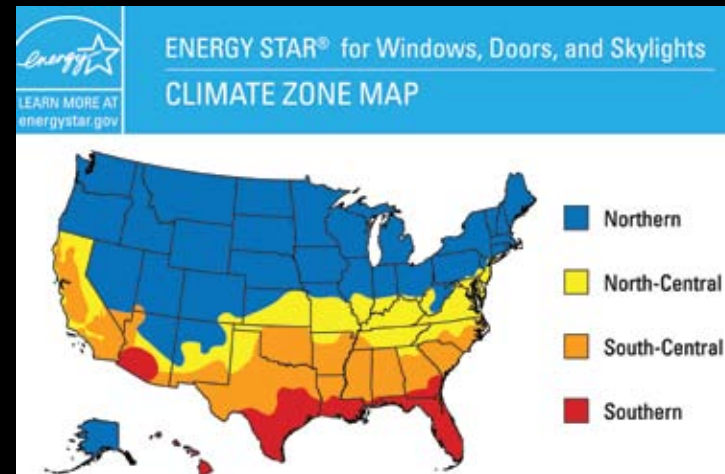 energy
LEARN MORE AT
energystar.gov
ENERGY STAR® for Windows, Doors, and Skylights
CLIMATE ZONE MAP
Northern
North-Central
South-Central
Southern